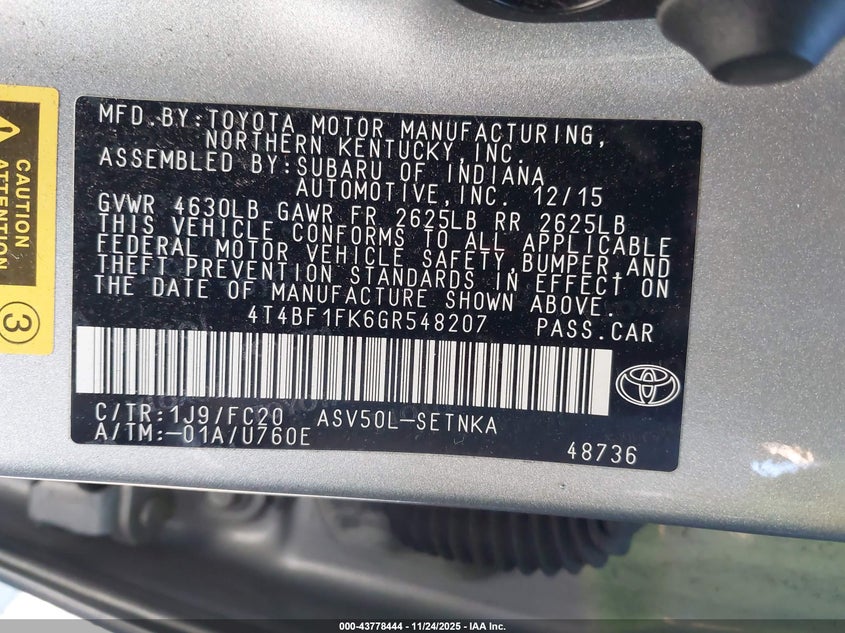 MFD.BY:TOYOTA MOTOR MANUFACTURING,
NORTHERN KENTUCKY,INC.
ASSEMBLED BY:SUBARU OF INDIANA
AUTOMOTIVE,INC. 12/15
GVWR 4630LB GAWR FR 2625LB RR 2625LB
THIS VEHICLE CONFORMS TO ALL APPLICABLE
FEDERAL MOTOR VEHICLE SAFETY,BUMPER,AND
THEFT PREVENTION STANDARDS IN EFFECT ON
THE DATE OF MANUFACTURE SHOWN ABOVE.
4T4BF1FK6GR548207 PASS.CAR
C/TR:1J9/FC20 ASV50L-SETNKA
A/TM:-01A/U760E
48736
CAUTION
ATTENTION
3
000-43778444 - 11/24/2025 - IAA Inc.